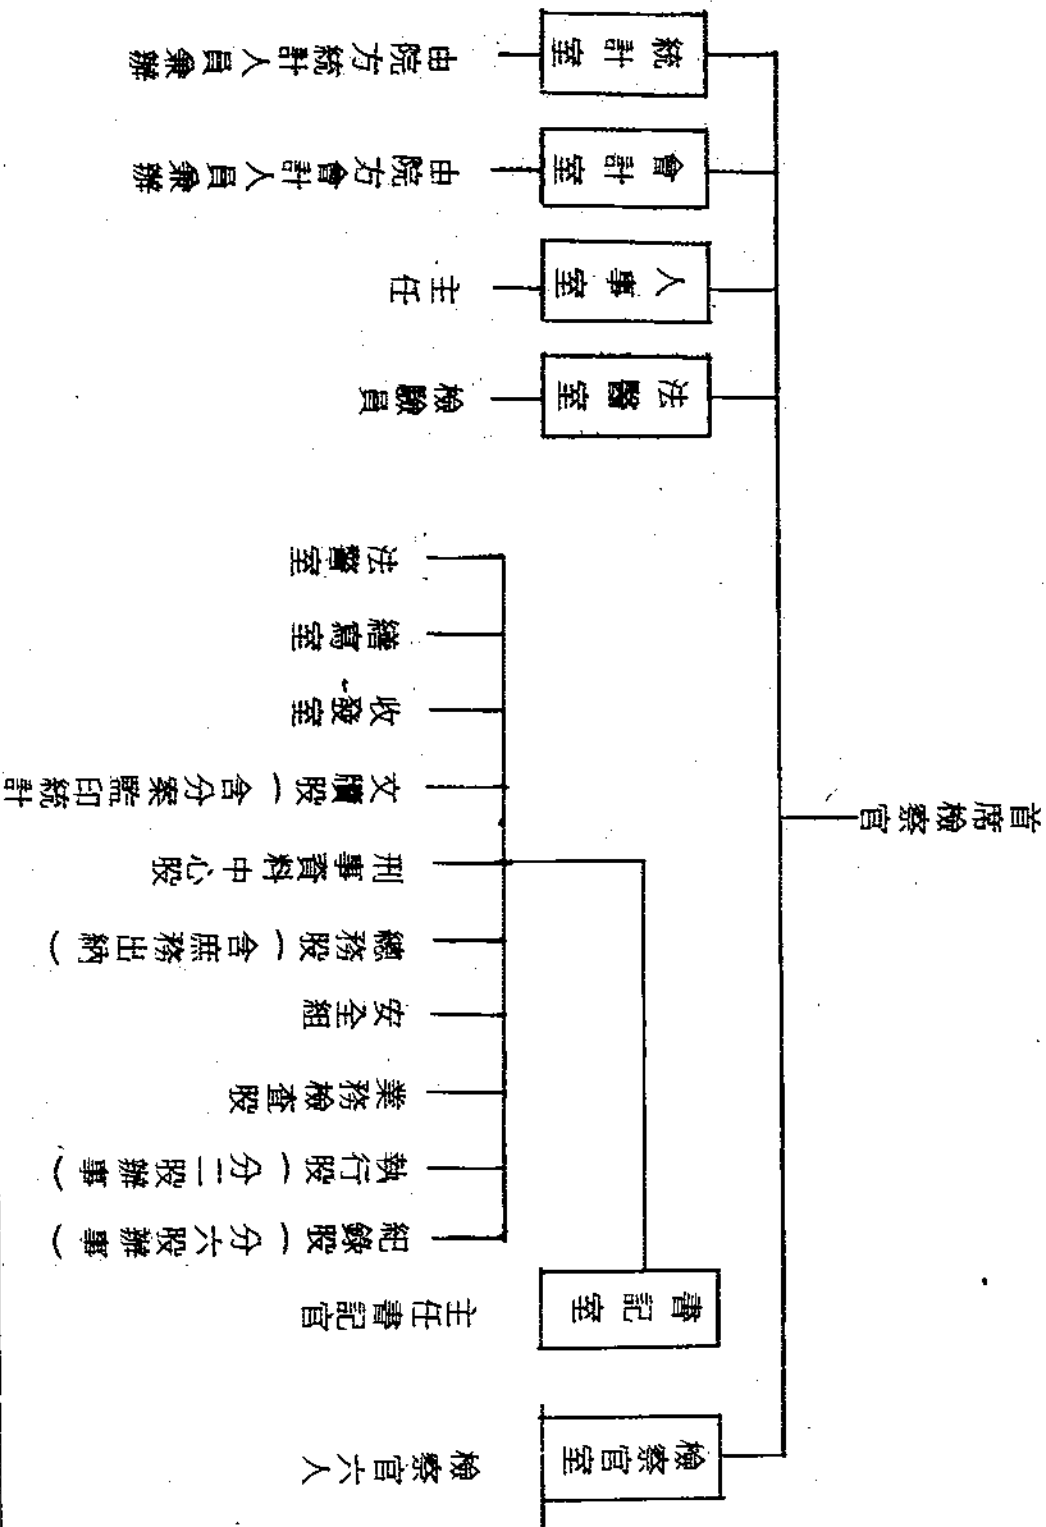 首席檢察官
檢察官室
檢察官六人
書記室
主任書記官
紀錄股(分六股辦事)
執行股(分二股辦事)
業務檢查股
安全組
總務股(含庶務出納)
刑事資料中心股
文牘股(含分案監印統計
收發室
繕寫室
法警室
法醫室
檢驗員
人事室
主任
會計室
由院方會計人員兼辦
統計室
由院方統計人員兼辦